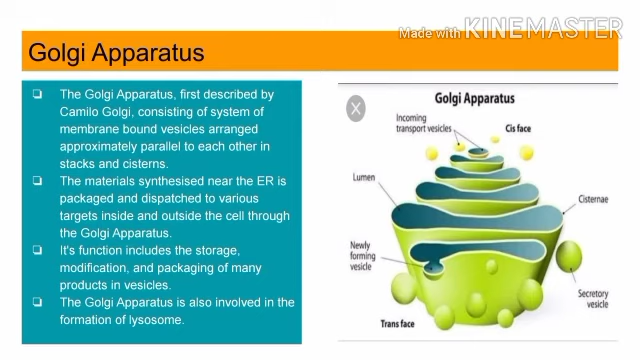 Made with KINEMASTER
Golgi Apparatus
❑ The Golgi Apparatus, first described by
Camilo Golgi, consisting of system of
membrane bound vesicles arranged
approximately parallel to each other in
stacks and cisterns.
❑ The materials synthesised near the ER is
packaged and dispatched to various
targets inside and outside the cell through
the Golgi Apparatus.
❑ It's function includes the storage,
modification, and packaging of many
products in vesicles.
❑ The Golgi Apparatus is also involved in the
formation of lysosome.
X
Golgi Apparatus
Incoming
transport vesicles
Cis face
Lumen
Cisternae
Newly
forming
vesicle
Secretory
vesicle
Trans face